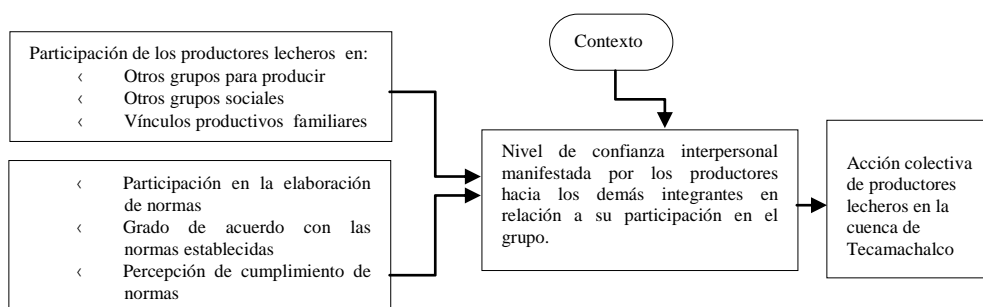 Participación de los productores lecheros en:
‹ Otros grupos para producir
‹ Otros grupos sociales
‹ Vínculos productivos familiares
‹ Participación en la elaboración
de normas
‹ Grado de acuerdo con las
normas establecidas
‹ Percepción de cumplimiento de
normas
Contexto
Nivel de confianza interpersonal
manifestada por los productores
hacia los demás integrantes en
relación a su participación en el
grupo.
Acción colectiva
de productores
lecheros en la
cuenca de
Tecamachalco